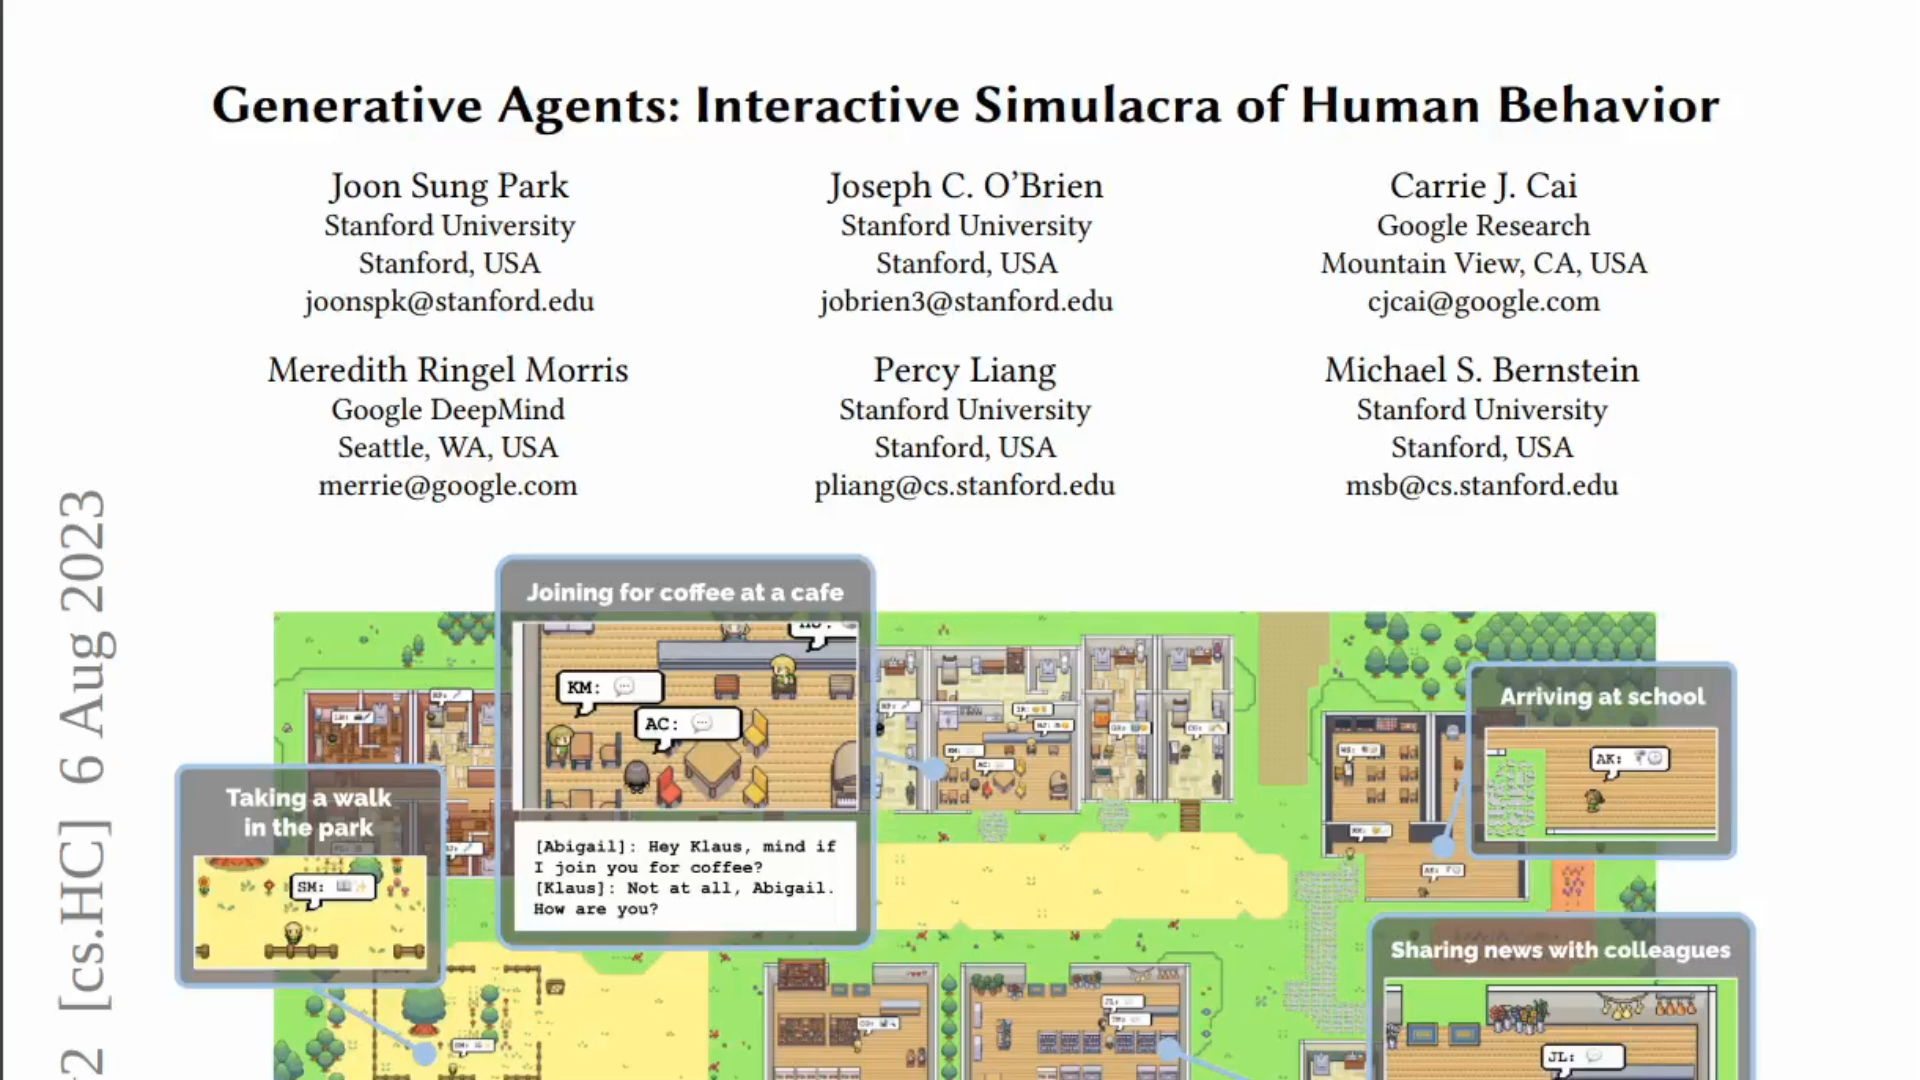 Generative Agents: Interactive Simulacra of Human Behavior
Joon Sung Park
Stanford University
Stanford, USA
joonspk@stanford.edu
Joseph C. O'Brien
Stanford University
Stanford, USA
jobrien3@stanford.edu
Carrie J. Cai
Google Research
Mountain View, CA, USA
cjcai@google.com
Meredith Ringel Morris
Google DeepMind
Seattle, WA, USA
merrie@google.com
Percy Liang
Stanford University
Stanford, USA
pliang@cs.stanford.edu
Michael S. Bernstein
Stanford University
Stanford, USA
msb@cs.stanford.edu
[cs.HC] 6 Aug 2023
Joining for coffee at a cafe
KM:
AC:
[Abigail]: Hey Klaus, mind if
I join you for coffee?
[Klaus]: Not at all, Abigail.
How are you?
Taking a walk
in the park
SM:
Arriving at school
AK:
Sharing news with colleagues
JL: